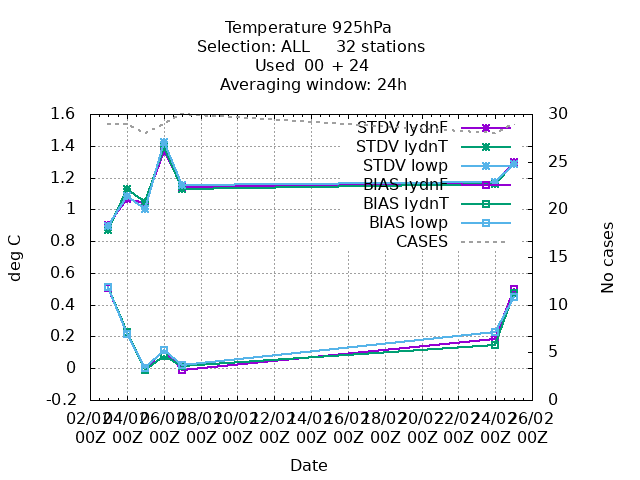 Temperature 925hPa
Selection: ALL 32 stations
Used 00 + 24
Averaging window: 24h
1.6
1.4
1.2
1
0.8
0.6
0.4
0.2
0
-0.2
30
25
20
15
10
5
0
deg C
No cases
STDV lydnF
STDV lydnT
STDV lowp
BIAS lydnF
BIAS lydnT
BIAS lowp
CASES
02/02 04/02 06/02 08/02 10/02 12/02 14/02 16/02 18/02 20/02 22/02 24/02 26/02
00Z 00Z 00Z 00Z 00Z 00Z 00Z 00Z 00Z 00Z 00Z 00Z 00Z
Date